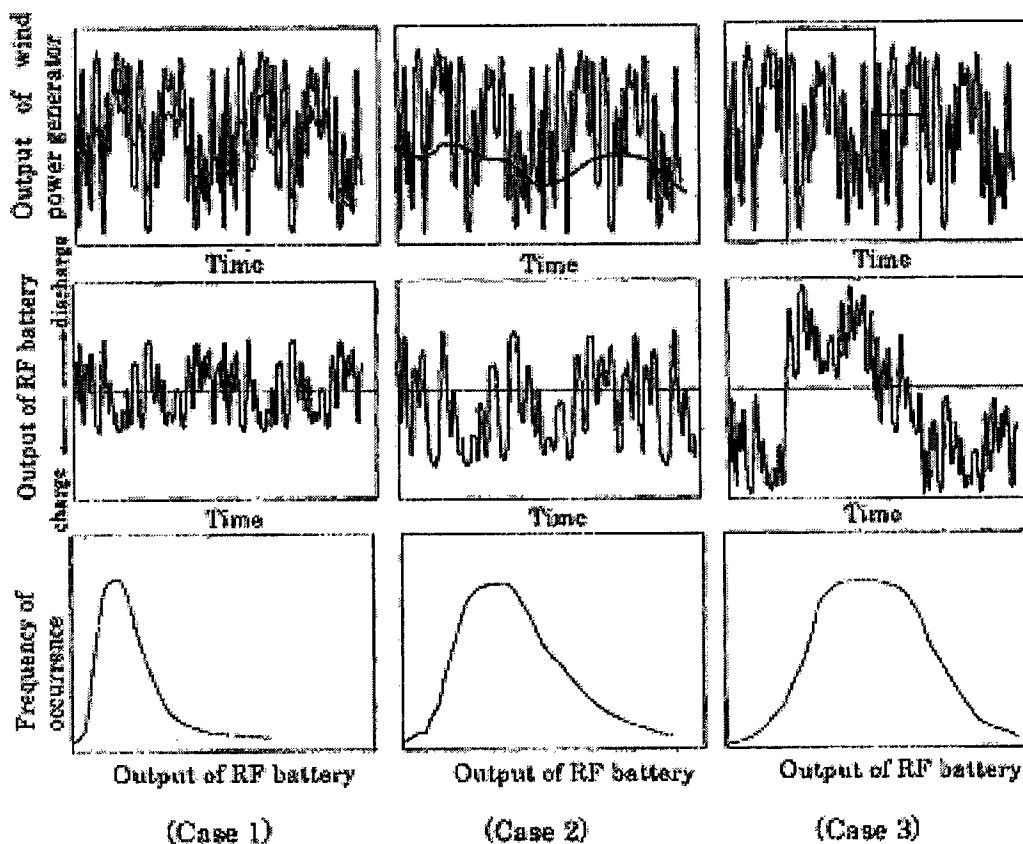 Output of wind
power generator
Time
Time
Time
Output of RF battery
charge discharge
Time
Time
Time
Frequency of
occurrence
Output of RF battery
Output of RF battery
Output of RF battery
(Case 1)
(Case 2)
(Case 3)